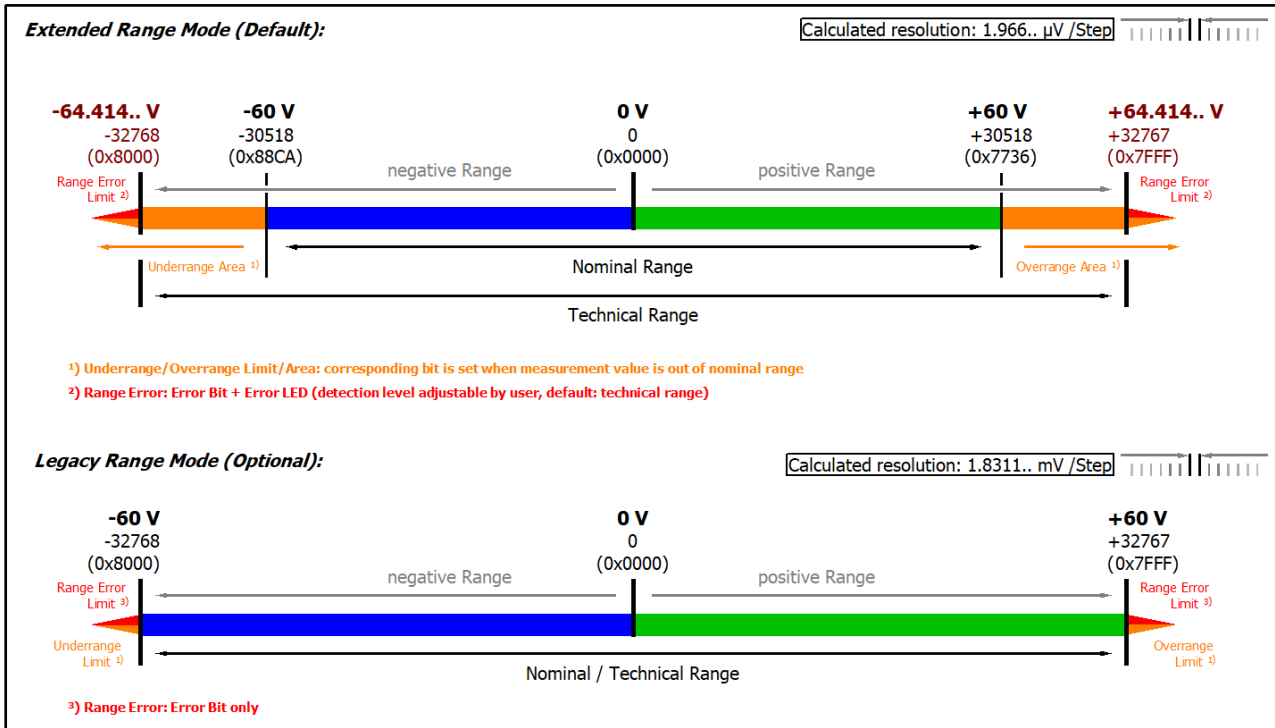 Extended Range Mode (Default):
Calculated resolution: 1.966.. µV /Step
-64.414.. V
-32768
(0x8000)
-60 V
-30518
(0x88CA)
0 V
0
(0x0000)
+60 V
+30518
(0x7736)
+64.414.. V
+32767
(0x7FFF)
negative Range
positive Range
Range Error
Limit 2)
Range Error
Limit 2)
Underrange Area 1)
Nominal Range
Overrange Area 1)
Technical Range
1) Underrange/Overrange Limit/Area: corresponding bit is set when measurement value is out of nominal range
2) Range Error: Error Bit + Error LED (detection level adjustable by user, default: technical range)
Legacy Range Mode (Optional):
Calculated resolution: 1.8311.. mV /Step
-60 V
-32768
(0x8000)
0 V
0
(0x0000)
+60 V
+32767
(0x7FFF)
negative Range
positive Range
Range Error
Limit 3)
Range Error
Limit 3)
Underrange
Limit 1)
Overrange
Limit 1)
Nominal / Technical Range
3) Range Error: Error Bit only